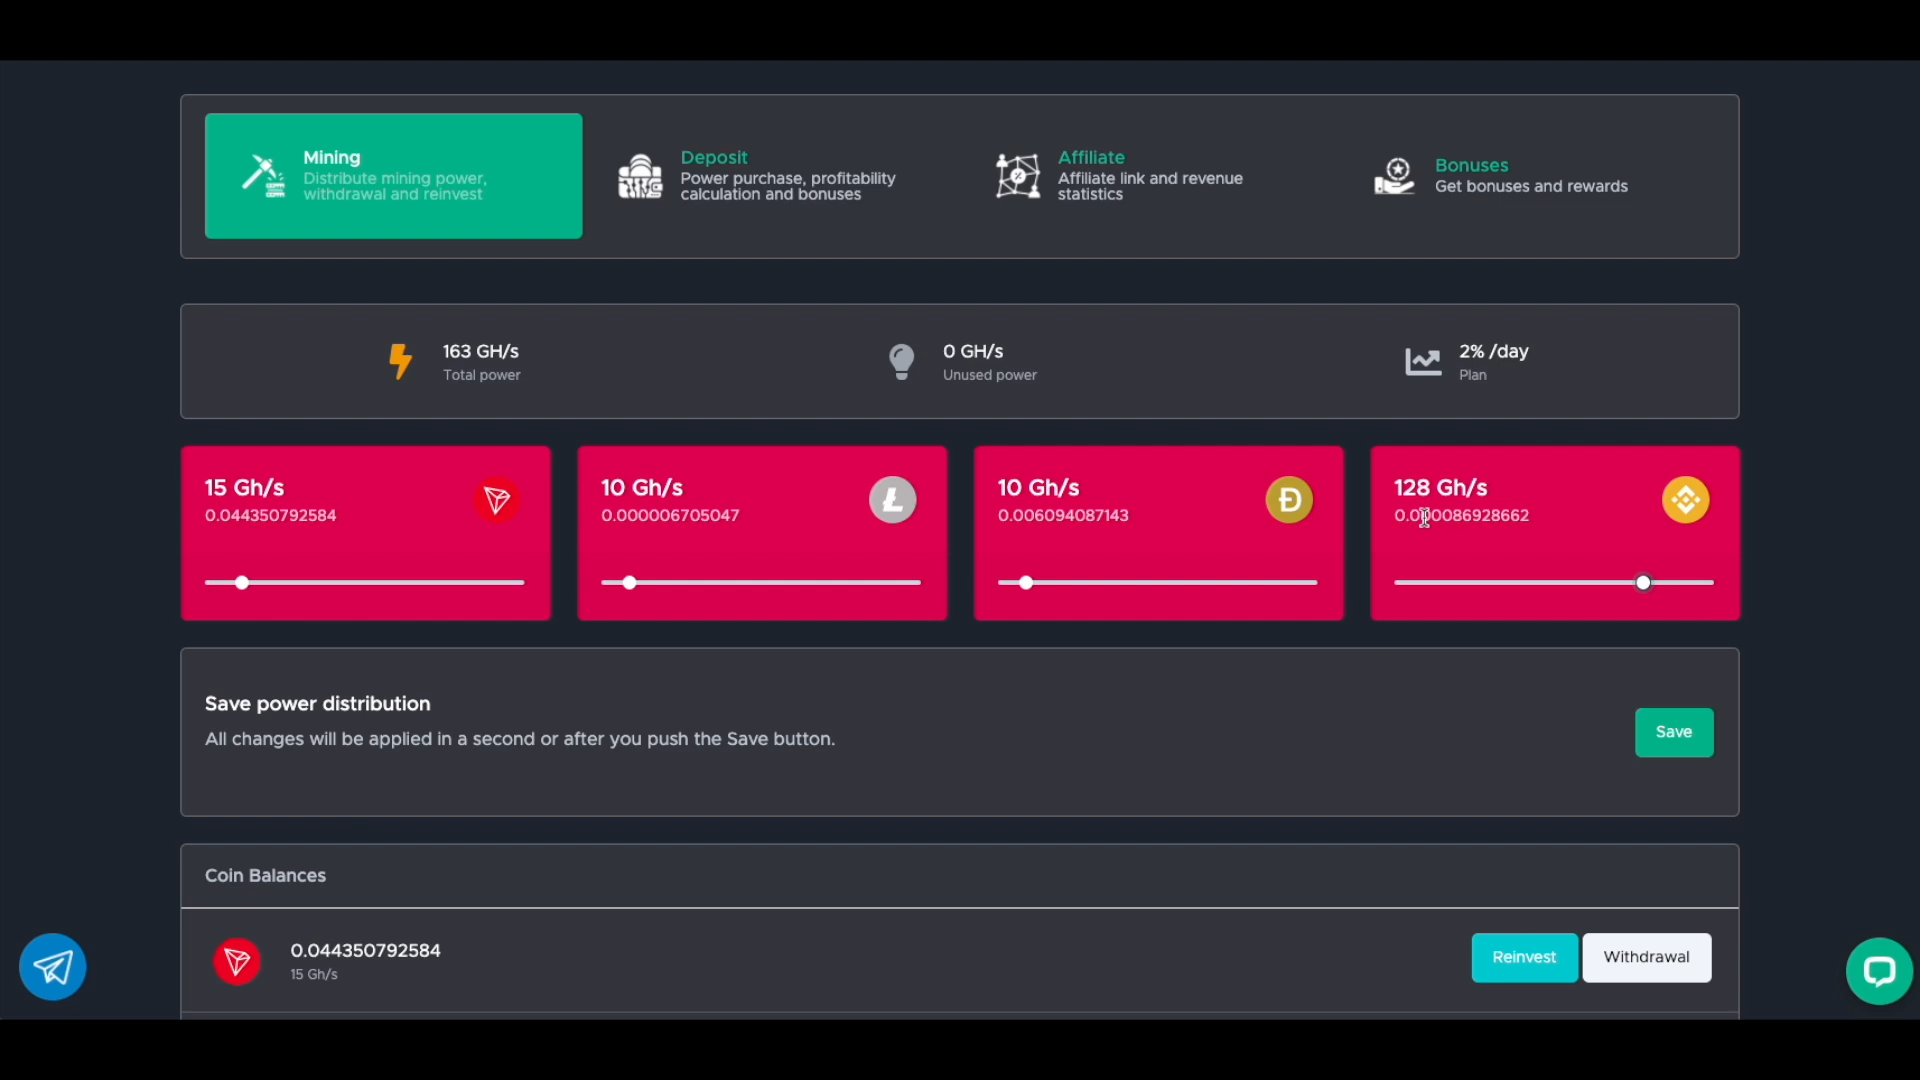 Mining
Distribute mining power,
withdrawal and reinvest
Deposit
Power purchase, profitability
calculation and bonuses
Affiliate
Affiliate link and revenue
statistics
Bonuses
Get bonuses and rewards
163 GH/s
Total power
0 GH/s
Unused power
2% /day
Plan
15 Gh/s
0.044350792584
10 Gh/s
0.000006705047
10 Gh/s
0.006094087143
128 Gh/s
0.000086928662
Save power distribution
All changes will be applied in a second or after you push the Save button.
Save
Coin Balances
0.044350792584
15 Gh/s
Reinvest
Withdrawal